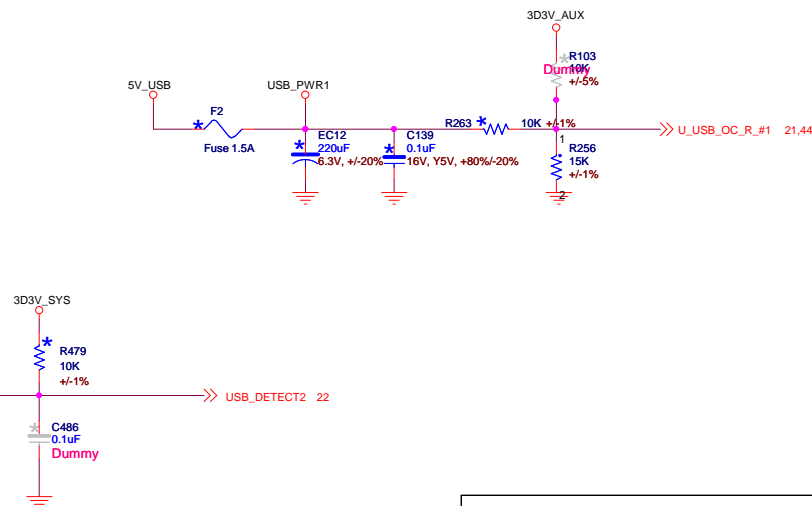 3D3V_AUX
* R103
10K
Dummy
+/-5%
5V_USB
USB_PWR1
F2
*
Fuse 1.5A
* EC12
220uF
6.3V, +/-20%
* C139
0.1uF
16V, Y5V, +80%/-20%
R263 * 10K +/-1%
U_USB_OC_R_#1 21,44
1
R256
15K
+/-1%
2
3D3V_SYS
*
R479
10K
+/-1%
USB_DETECT2 22
* C486
0.1uF
Dummy